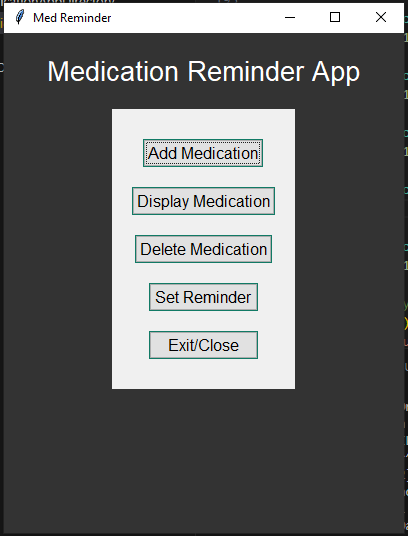 Med Reminder
Medication Reminder App
Add Medication
Display Medication
Delete Medication
Set Reminder
Exit/Close